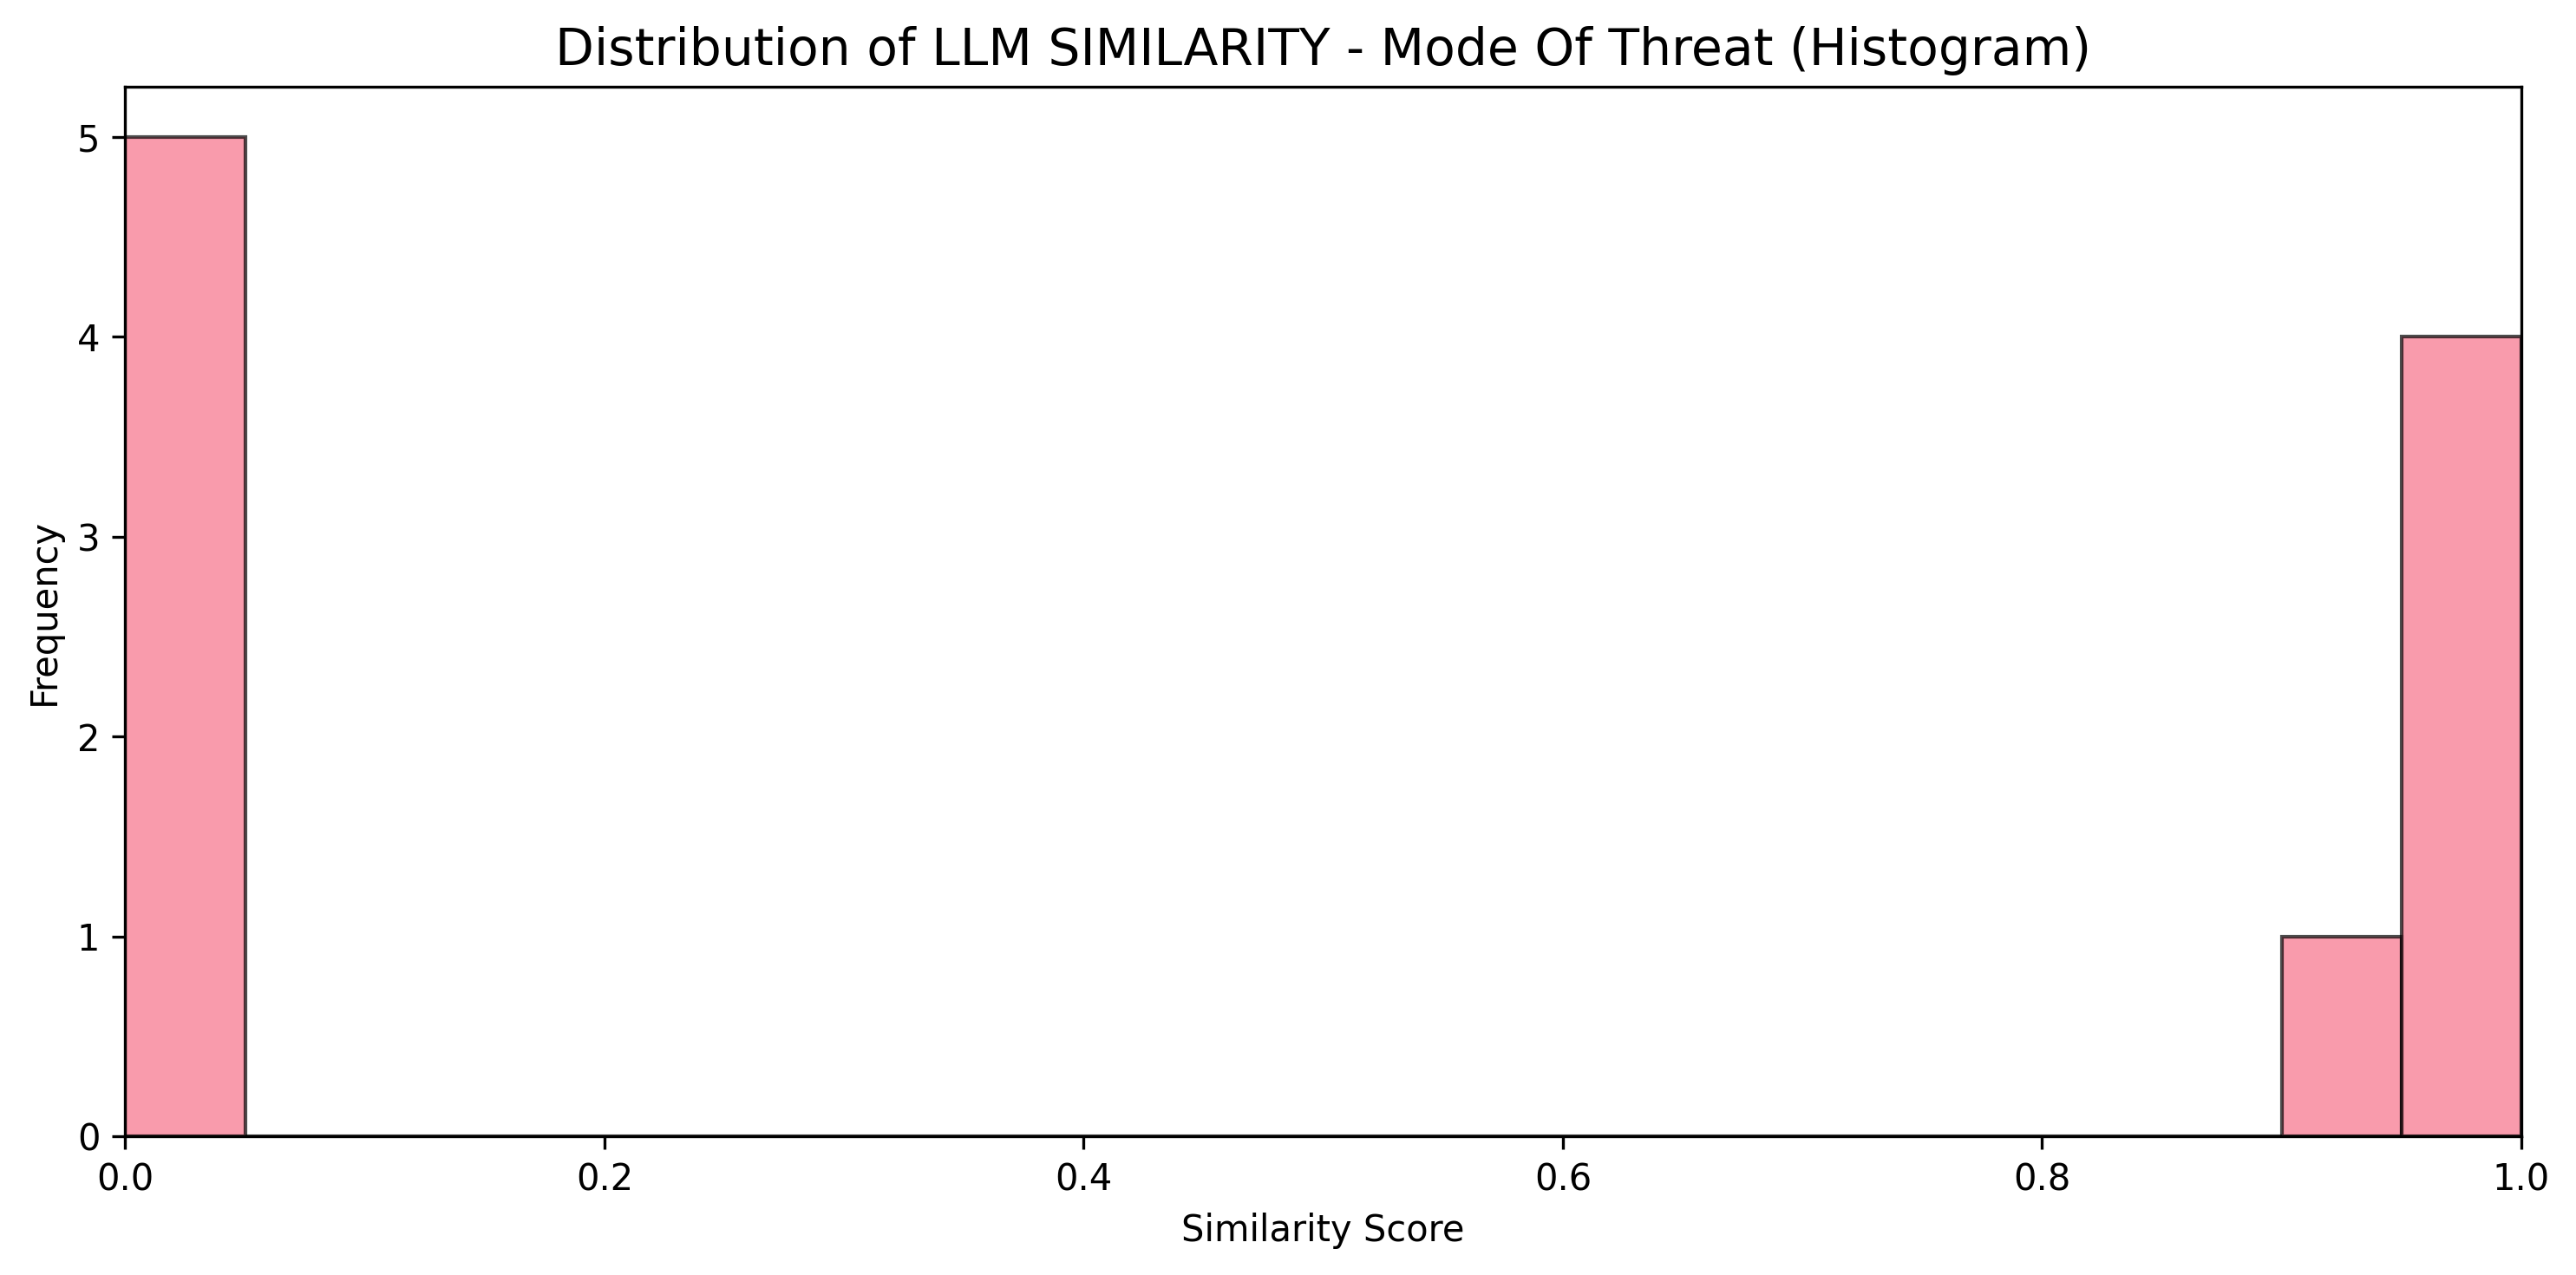 Distribution of LLM SIMILARITY - Mode Of Threat (Histogram)
5
4
3
2
1
0
Frequency
0.0 0.2 0.4 0.6 0.8 1.0
Similarity Score